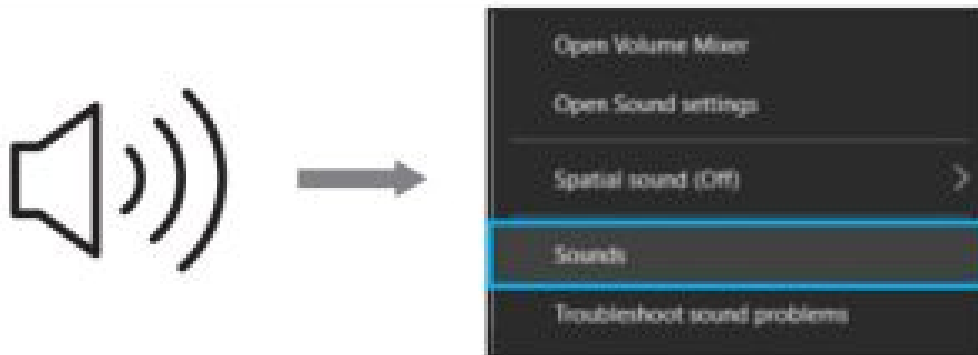 Open Volume Mixer
Open Sound settings
Spatial sound (Off)
Sounds
Troubleshoot sound problems